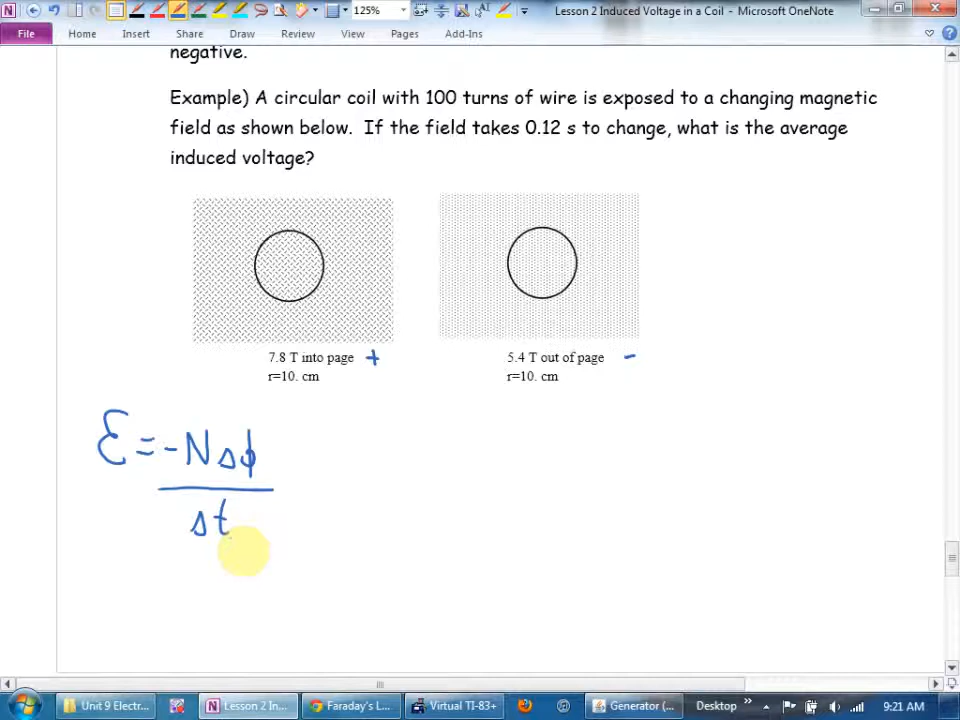 Lesson 2 Induced Voltage in a Coil - Microsoft OneNote
125%
File Home Insert Share Draw Review View Pages Add-Ins
negative.
Example) A circular coil with 100 turns of wire is exposed to a changing magnetic
field as shown below. If the field takes 0.12 s to change, what is the average
induced voltage?
7.8 T into page +
r=10. cm
5.4 T out of page -
r=10. cm
Ɛ = -NΔϕ
Δt
Unit 9 Electr... Lesson 2 In... Faraday's L... Virtual TI-83+ Generator (... Desktop » 9:21 AM